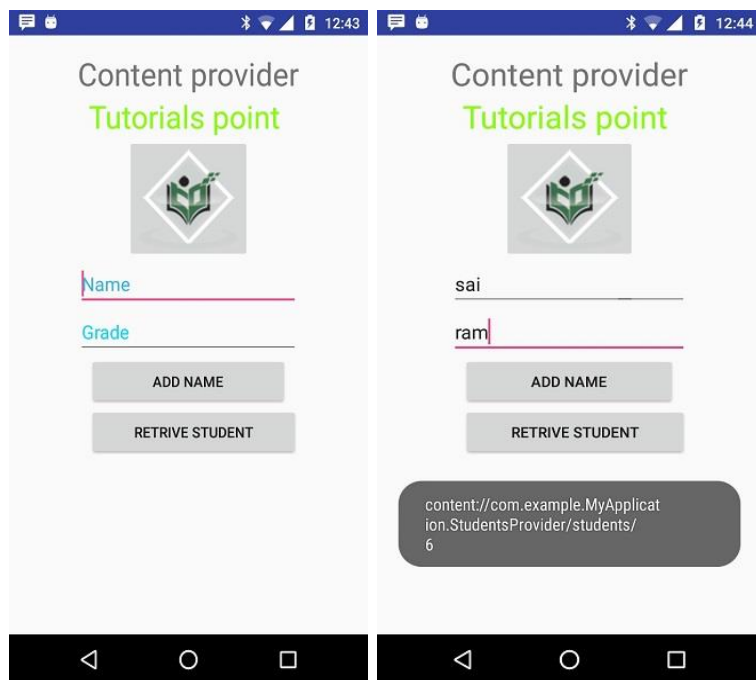 12:43
Content provider
Tutorials point
Name
Grade
ADD NAME
RETRIVE STUDENT
12:44
Content provider
Tutorials point
sai
ram
ADD NAME
RETRIVE STUDENT
content://com.example.MyApplicat
ion.StudentsProvider/students/
6